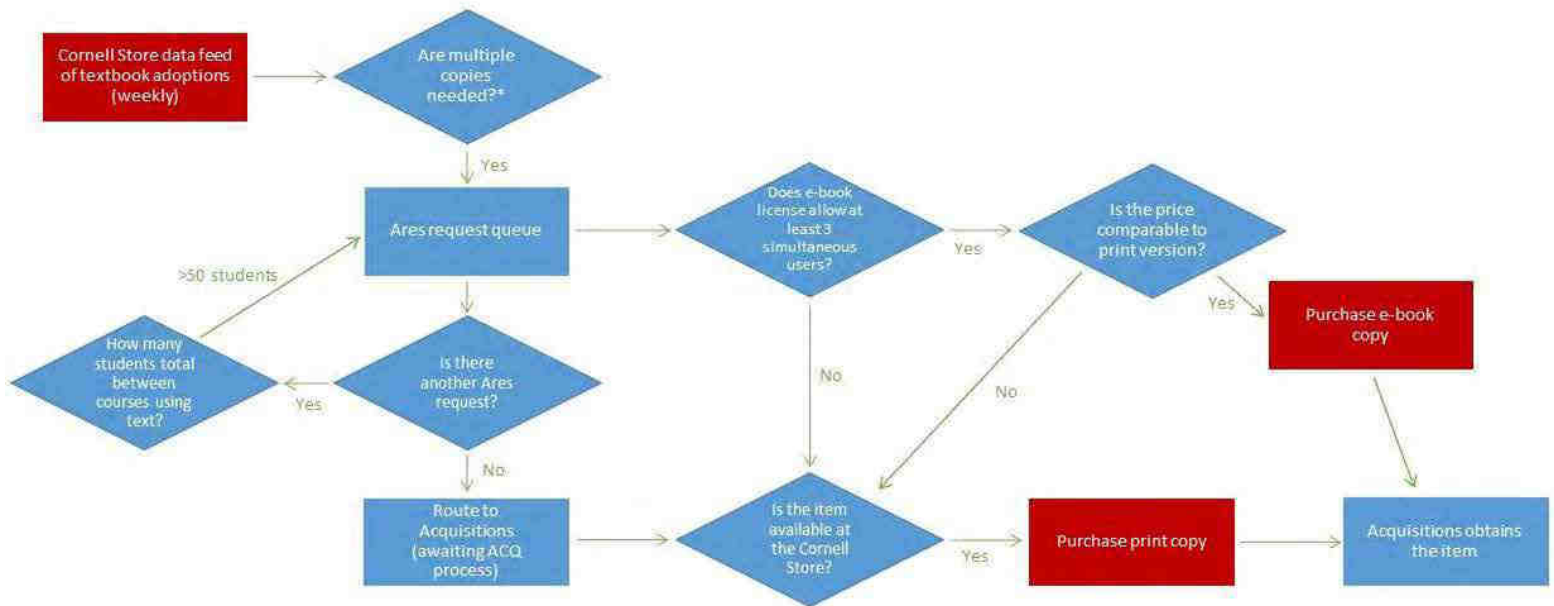 Cornell Store data feed
of textbook adoptions
(weekly)
Are multiple
copies
needed?*
Yes
Ares request queue
Does e-book
license allow at
least 3
simultaneous
users?
Yes
Is the price
comparable to
print version?
>50 students
Yes
Purchase e-book
copy
How many
students total
between
courses using
text?
Yes
Is there
another Ares
request?
No
No
No
Route to
Acquisitions
(awaiting ACQ
process)
Is the item
available at
the Cornell
Store?
Yes
Purchase print copy
Acquisitions obtains
the item